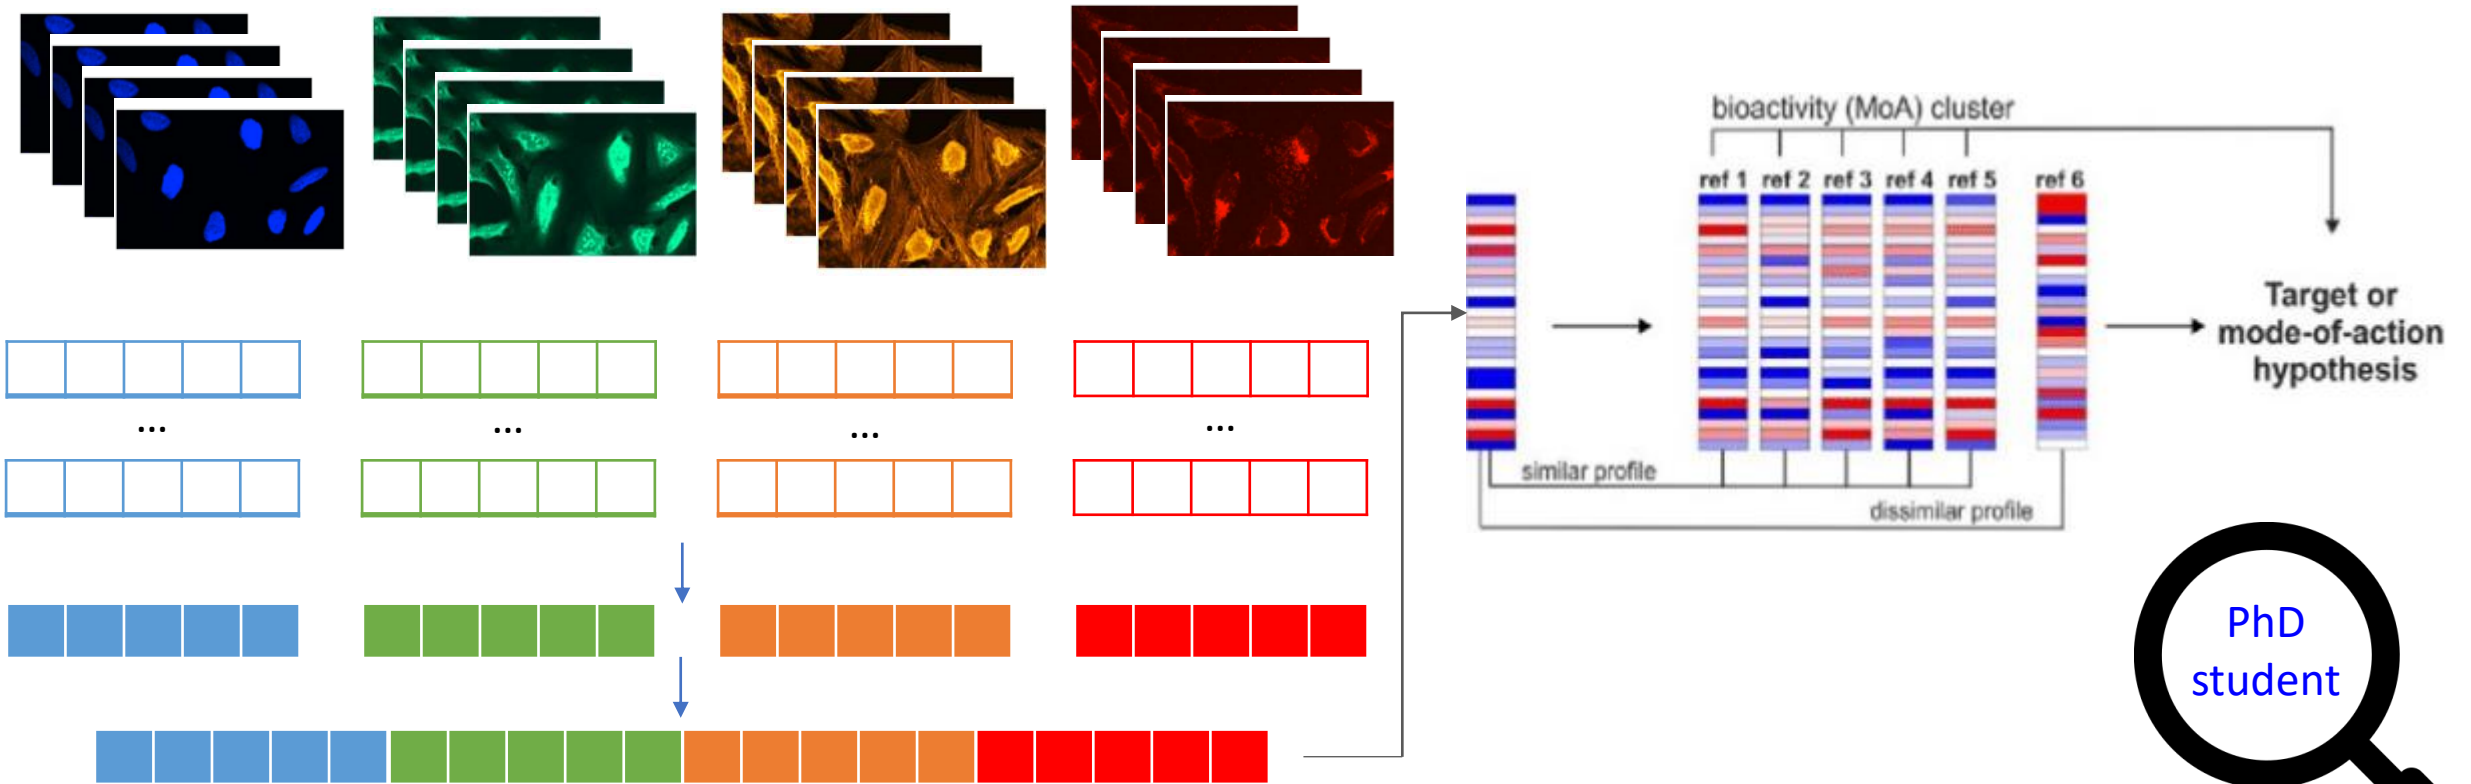 bioactivity (MoA) cluster
ref 1 ref 2 ref 3 ref 4 ref 5 ref 6
Target or
mode-of-action
hypothesis
... ... ... ...
similar profile
dissimilar profile
PhD
student